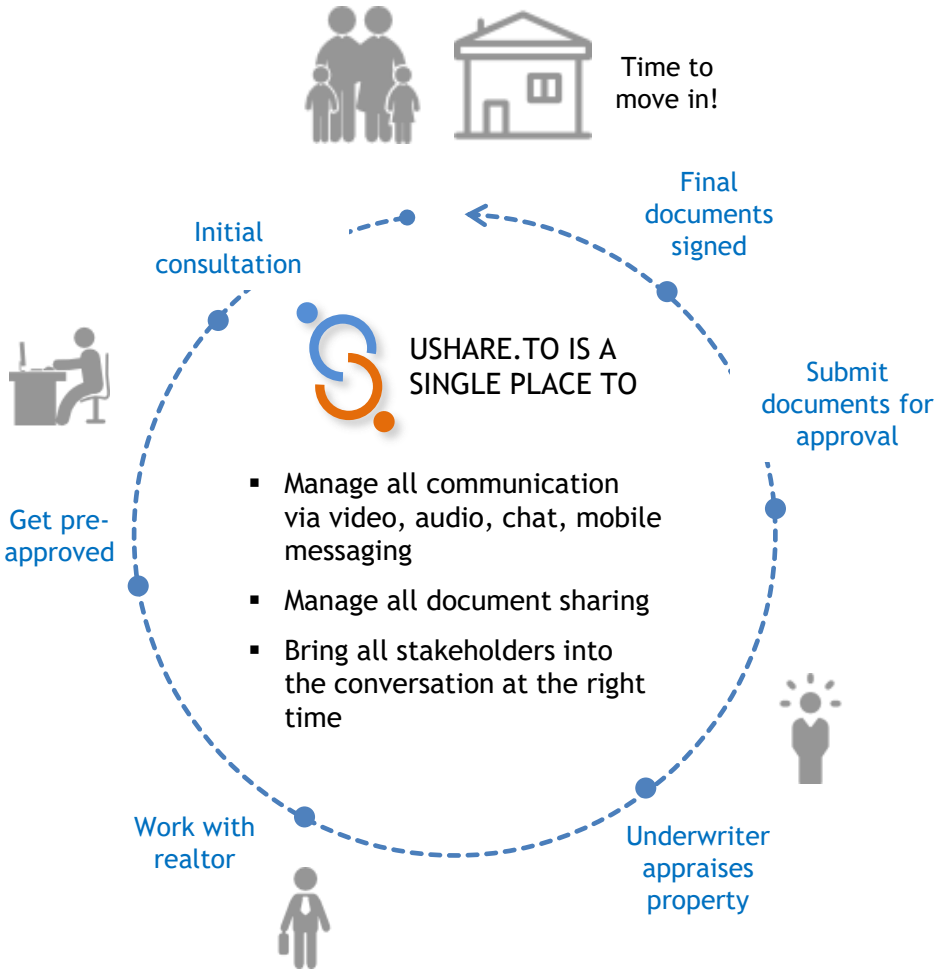 Time to
move in!
Final
documents
signed
Initial
consultation
USHARE.TO IS A
SINGLE PLACE TO
Submit
documents for
approval
▪ Manage all communication
via video, audio, chat, mobile
messaging
▪ Manage all document sharing
▪ Bring all stakeholders into
the conversation at the right
time
Get pre-
approved
Work with
realtor
Underwriter
appraises
property